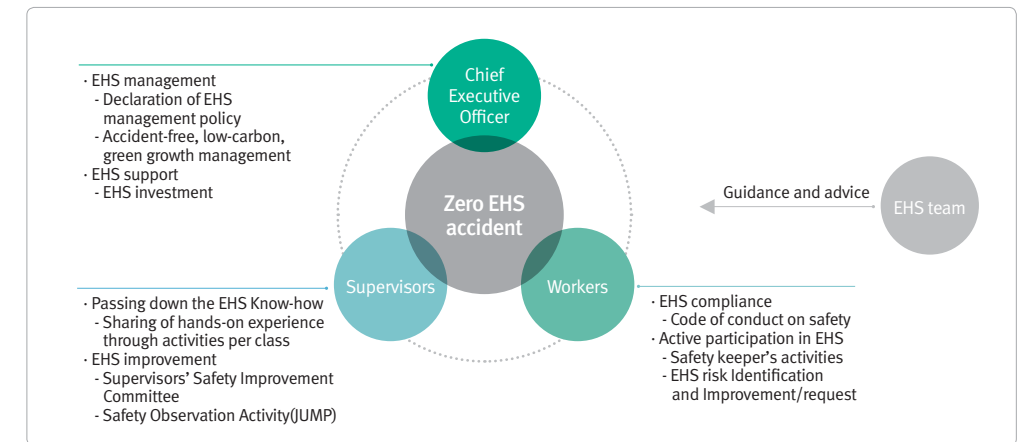 Chief
Executive
Officer
· EHS management
- Declaration of EHS
management policy
- Accident-free, low-carbon,
green growth management
· EHS support
- EHS investment
Zero EHS
accident
Guidance and advice
EHS team
Supervisors
Workers
· Passing down the EHS Know-how
- Sharing of hands-on experience
through activities per class
· EHS improvement
- Supervisors’ Safety Improvement
Committee
- Safety Observation Activity(JUMP)
· EHS compliance
- Code of conduct on safety
· Active participation in EHS
- Safety keeper’s activities
- EHS risk Identification
and Improvement/request